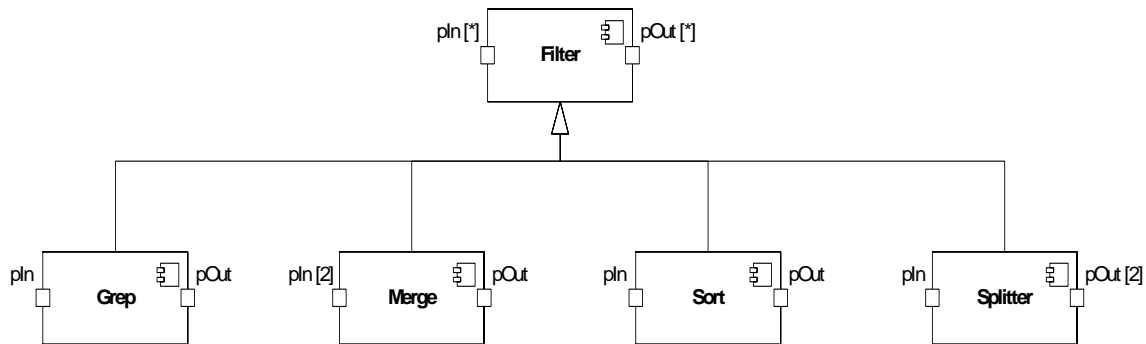 pIn [*] pOut [*]
Filter
pIn pOut pIn [2] pOut pIn pOut pIn pOut [2]
Grep Merge Sort Splitter